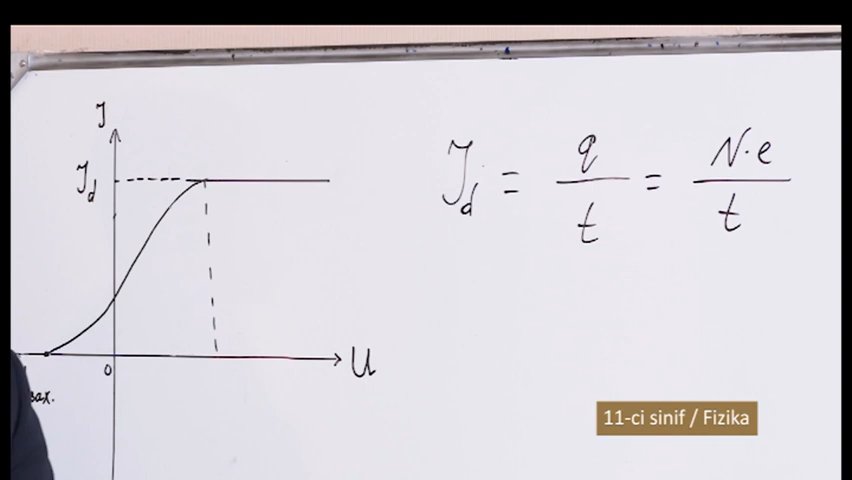 I
I_d
I_d = q/t = N·e/t
0
U
11-ci sinif / Fizika